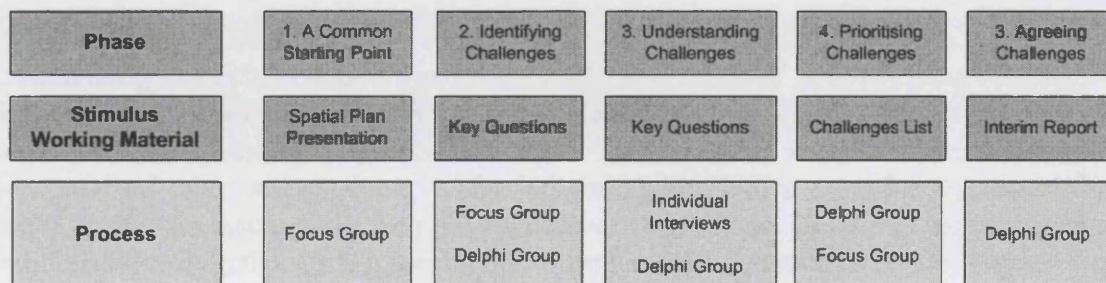 Phase
1. A Common
Starting Point
2. Identifying
Challenges
3. Understanding
Challenges
4. Prioritising
Challenges
3. Agreeing
Challenges
Stimulus
Working Material
Spatial Plan
Presentation
Key Questions
Key Questions
Challenges List
Interim Report
Process
Focus Group
Focus Group
Delphi Group
Individual
Interviews
Delphi Group
Delphi Group
Focus Group
Delphi Group